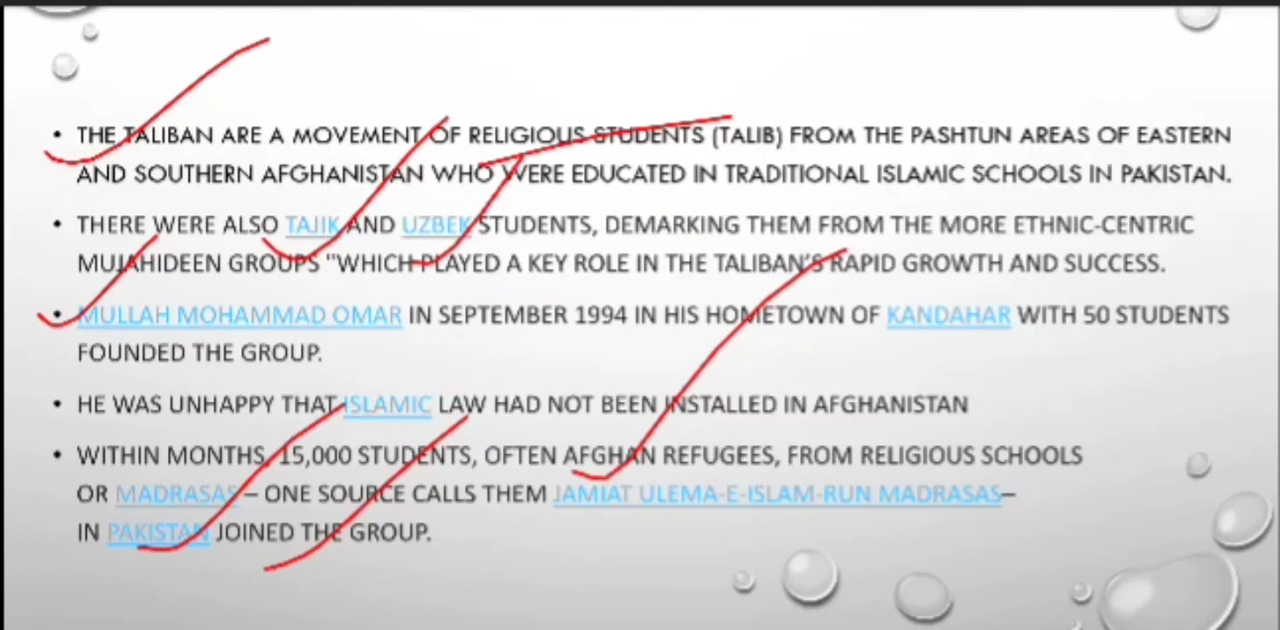 • THE TALIBAN ARE A MOVEMENT OF RELIGIOUS STUDENTS (TALIB) FROM THE PASHTUN AREAS OF EASTERN
AND SOUTHERN AFGHANISTAN WHO WERE EDUCATED IN TRADITIONAL ISLAMIC SCHOOLS IN PAKISTAN.
• THERE WERE ALSO TAJIK AND UZBEK STUDENTS, DEMARKING THEM FROM THE MORE ETHNIC-CENTRIC
MUJAHIDEEN GROUPS "WHICH PLAYED A KEY ROLE IN THE TALIBAN'S RAPID GROWTH AND SUCCESS.
• MULLAH MOHAMMAD OMAR IN SEPTEMBER 1994 IN HIS HOMETOWN OF KANDAHAR WITH 50 STUDENTS
FOUNDED THE GROUP.
• HE WAS UNHAPPY THAT ISLAMIC LAW HAD NOT BEEN INSTALLED IN AFGHANISTAN
• WITHIN MONTHS, 15,000 STUDENTS, OFTEN AFGHAN REFUGEES, FROM RELIGIOUS SCHOOLS
OR MADRASAS – ONE SOURCE CALLS THEM JAMIAT ULEMA-E-ISLAM-RUN MADRASAS–
IN PAKISTAN JOINED THE GROUP.